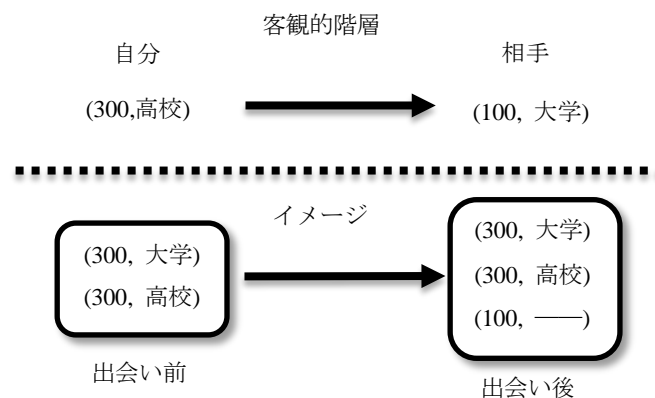 客観的階層
自分
相手
(300,高校)
(100, 大学)
イメージ
(300, 大学)
(300, 高校)
(300, 大学)
(300, 高校)
(100, ――)
出会い前
出会い後